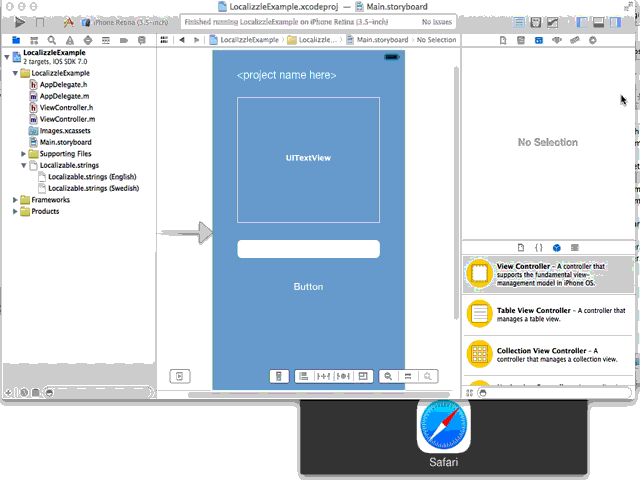 LocalizzleExample.xcodeproj — Main.storyboard
iPhone Retina (3.5-inch)
Finished running LocalizzleExample on iPhone Retina (3.5-inch)
No Issues
LocalizzleExample
Localizzle...
Main.storyboard
No Selection
LocalizzleExample
2 targets, iOS SDK 7.0
LocalizzleExample
AppDelegate.h
AppDelegate.m
ViewController.h
ViewController.m
Images.xcassets
Main.storyboard
Supporting Files
Localizable.strings
Localizable.strings (English)
Localizable.strings (Swedish)
Frameworks
Products
<project name here>
UITextView
Button
No Selection
View Controller - A controller that
supports the fundamental view-
management model in iPhone OS.
Table View Controller - A controller that
manages a table view.
Collection View Controller - A
controller that manages a collection view.
Safari